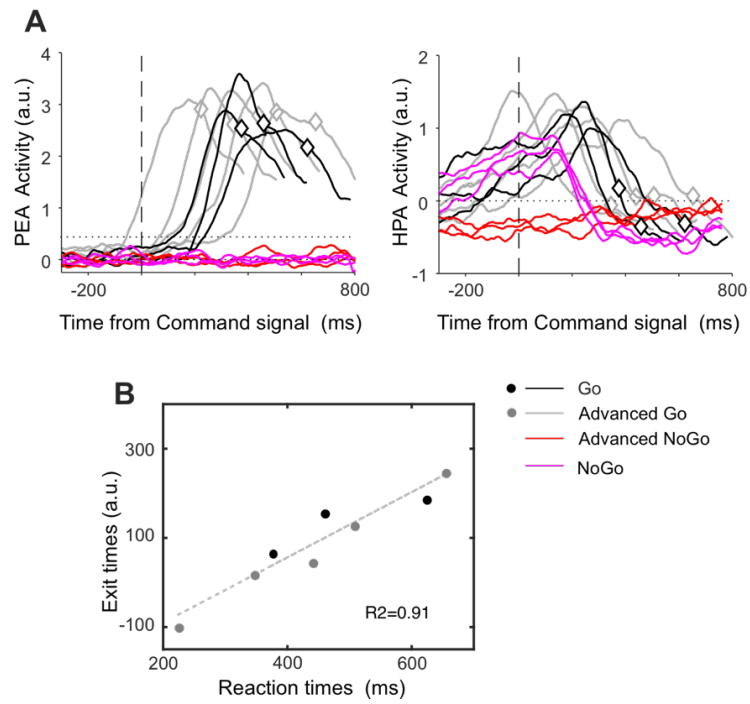 A
PEA Activity (a.u.)
4
3
2
1
0
-200
800
Time from Command signal (ms)
HPA Activity (a.u.)
2
1
0
-1
-200
800
Time from Command signal (ms)
B
Exit times (a.u.)
300
100
-100
200
400
600
R2=0.91
Reaction times (ms)
Go
Advanced Go
Advanced NoGo
NoGo